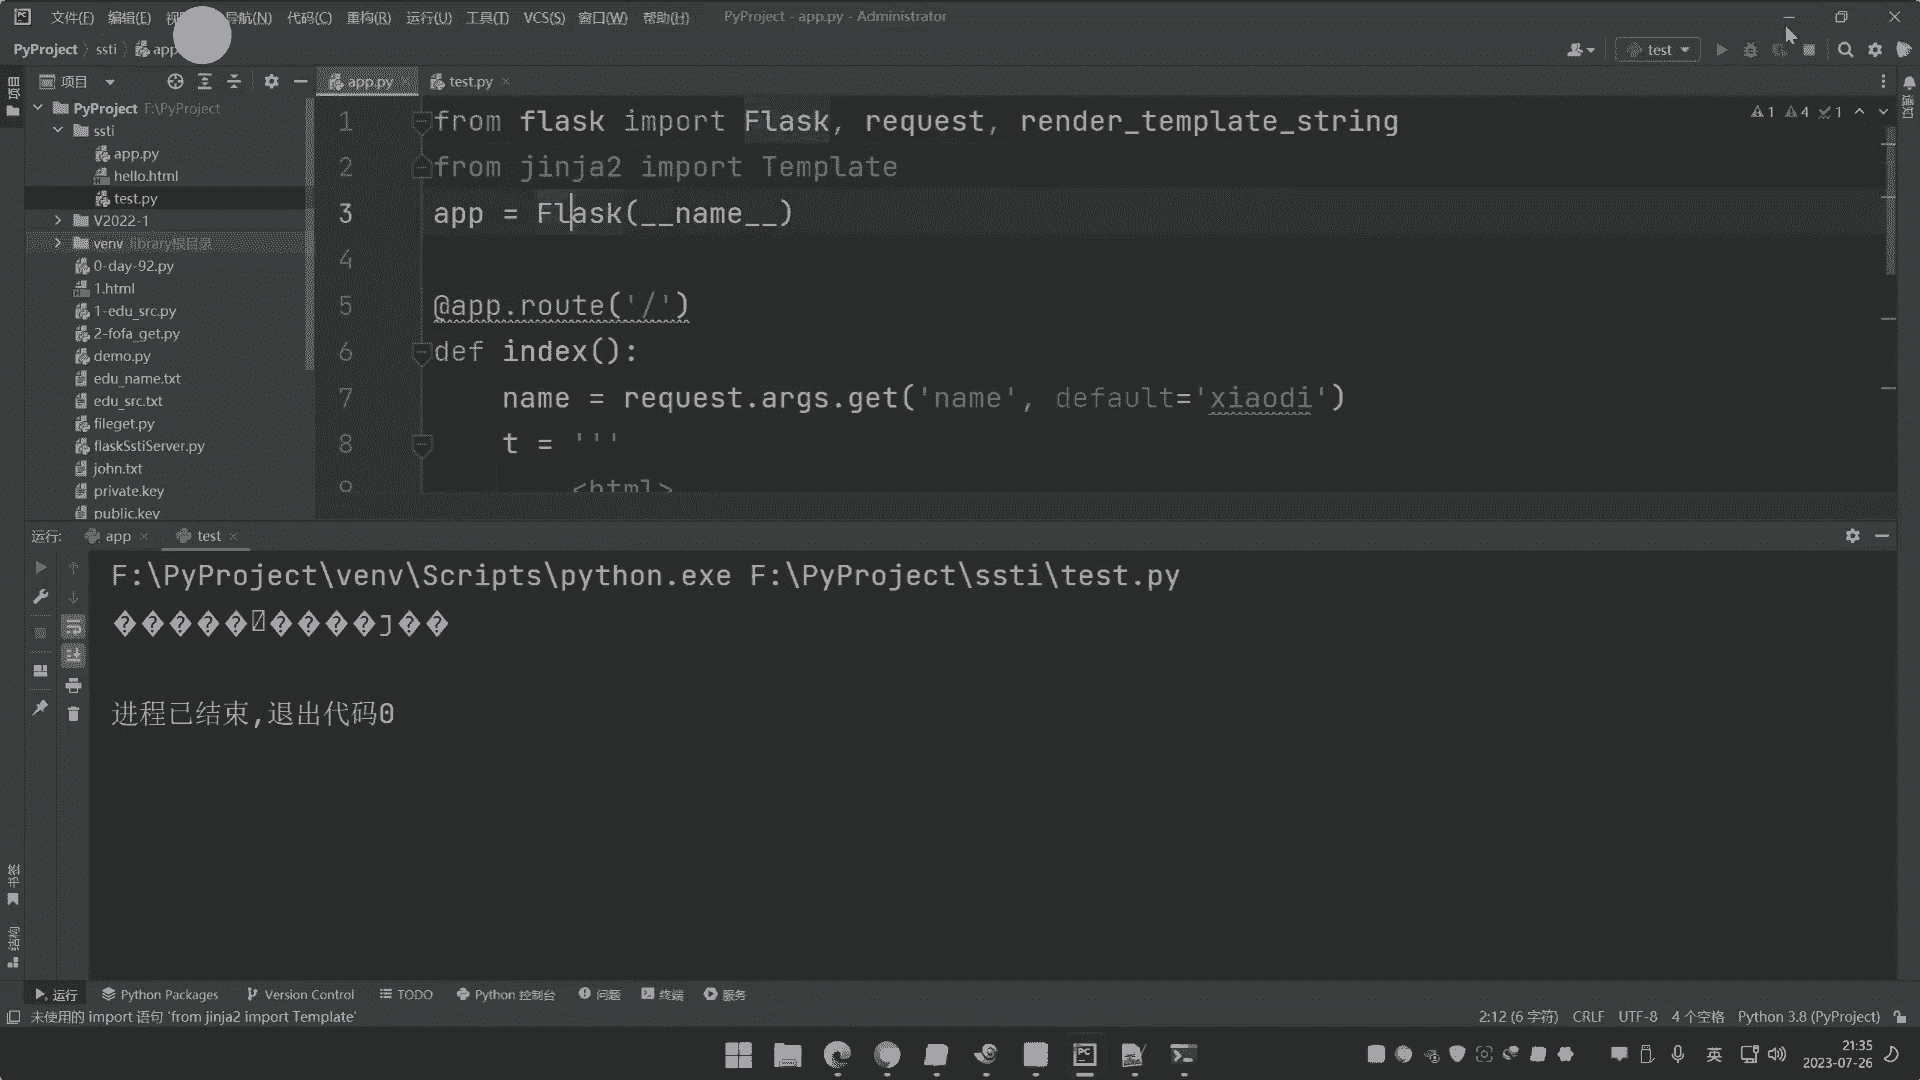 文件(F) 编辑(E) 导航(N) 代码(C) 重构(R) 运行(U) 工具(T) VCS(S) 窗口(W) 帮助(H) PyProject - app.py - Administrator
PyProject ssti app
test
项目
app.py test.py
PyProject F:\PyProject
ssti
app.py
hello.html
test.py
V2022-1
venv library根目录
0-day-92.py
1.html
1-edu_src.py
2-fofa_get.py
demo.py
edu_name.txt
edu_src.txt
fileget.py
flaskSstiServer.py
john.txt
private.key
public.key
1 from flask import Flask, request, render_template_string
2 from jinja2 import Template
3 app = Flask(__name__)
4
5 @app.route('/')
6 def index():
7 name = request.args.get('name', default='xiaodi')
8 t = '''
9 <html>
1 4 1
通知
运行: app test
F:\PyProject\venv\Scripts\python.exe F:\PyProject\ssti\test.py
进程已结束,退出代码0
书签
结构
运行 Python Packages Version Control TODO Python 控制台 问题 终端 服务
未使用的 import 语句 'from jinja2 import Template'
2:12 (6 字符) CRLF UTF-8 4 个空格 Python 3.8 (PyProject)
英
21:35
2023-07-26